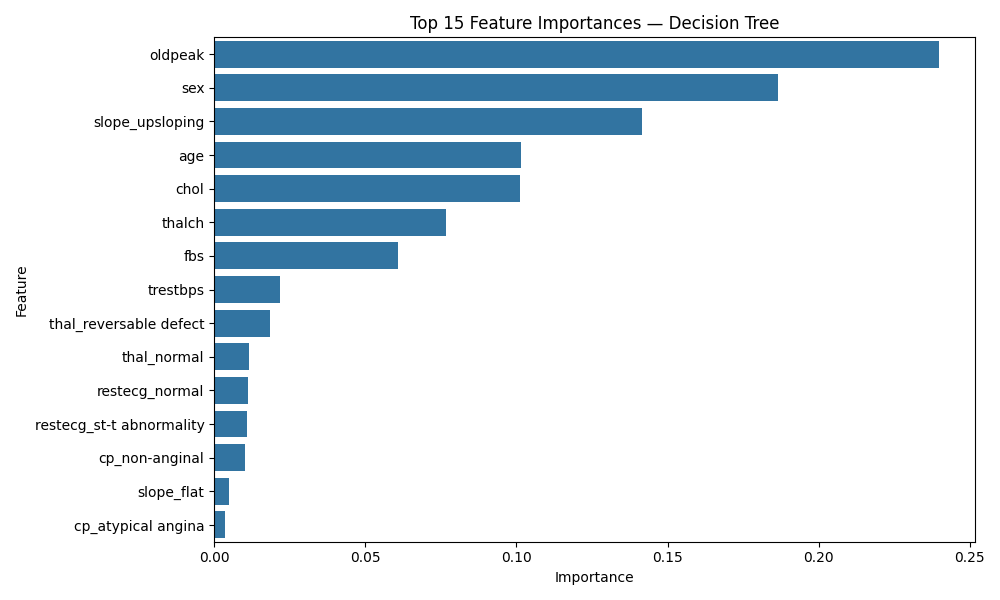 Top 15 Feature Importances — Decision Tree
Feature
oldpeak
sex
slope_upsloping
age
chol
thalch
fbs
trestbps
thal_reversable defect
thal_normal
restecg_normal
restecg_st-t abnormality
cp_non-anginal
slope_flat
cp_atypical angina
0.00 0.05 0.10 0.15 0.20 0.25
Importance